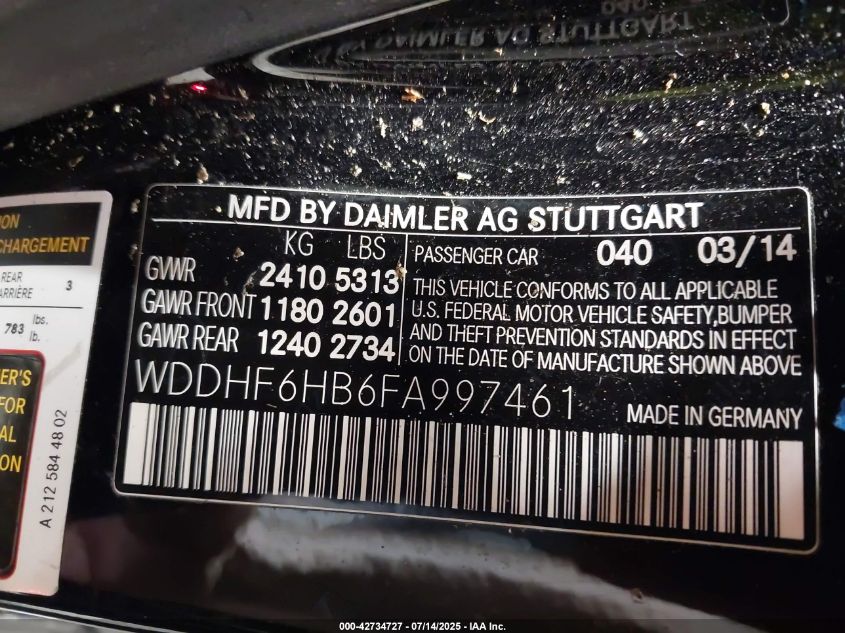 MFD BY DAIMLER AG STUTTGART
KG LBS
GVWR 2410 5313
GAWR FRONT 1180 2601
GAWR REAR 1240 2734
PASSENGER CAR 040 03/14
THIS VEHICLE CONFORMS TO ALL APPLICABLE
U.S. FEDERAL MOTOR VEHICLE SAFETY,BUMPER
AND THEFT PREVENTION STANDARDS IN EFFECT
ON THE DATE OF MANUFACTURE SHOWN ABOVE
WDDHF6HB6FA997461
MADE IN GERMANY
CHARGEMENT
REAR
3
783 lbs.
lb.
FOR
A 212 584 48 02
000-42734727 - 07/14/2025 - IAA Inc.